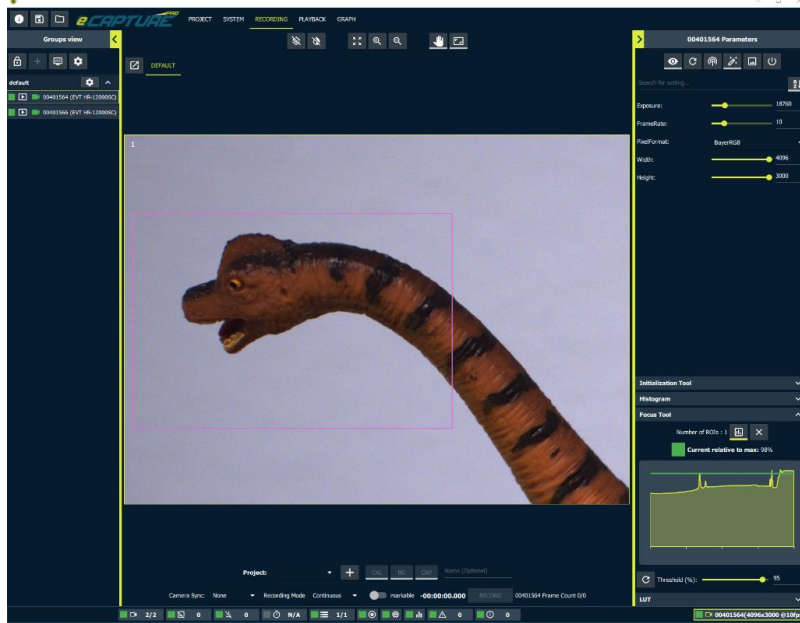 eCAPTURE PRO
PROJECT SYSTEM RECORDING PLAYBACK GRAPH
Groups view
00401564 Parameters
DEFAULT
default
Search for setting...
00401564 (EVT HR-12000SC)
00401566 (EVT HR-12000SC)
Exposure: 18760
FrameRate: 10
PixelFormat: BayerRGB
Width: 4096
Height: 3000
1
Initialization Tool
Histogram
Focus Tool
Number of ROIs : 1
Current relative to max: 98%
Threshold (%): 95
LUT
Project:
CAL BG CAP Name (Optional)
Camera Sync: None Recording Mode Continuous markable -00:00:00.000 RECORD 00401564 Frame Count 0/0
2/2 0 0 N/A 1/1 0 0
00401564(4096x3000 @10fp